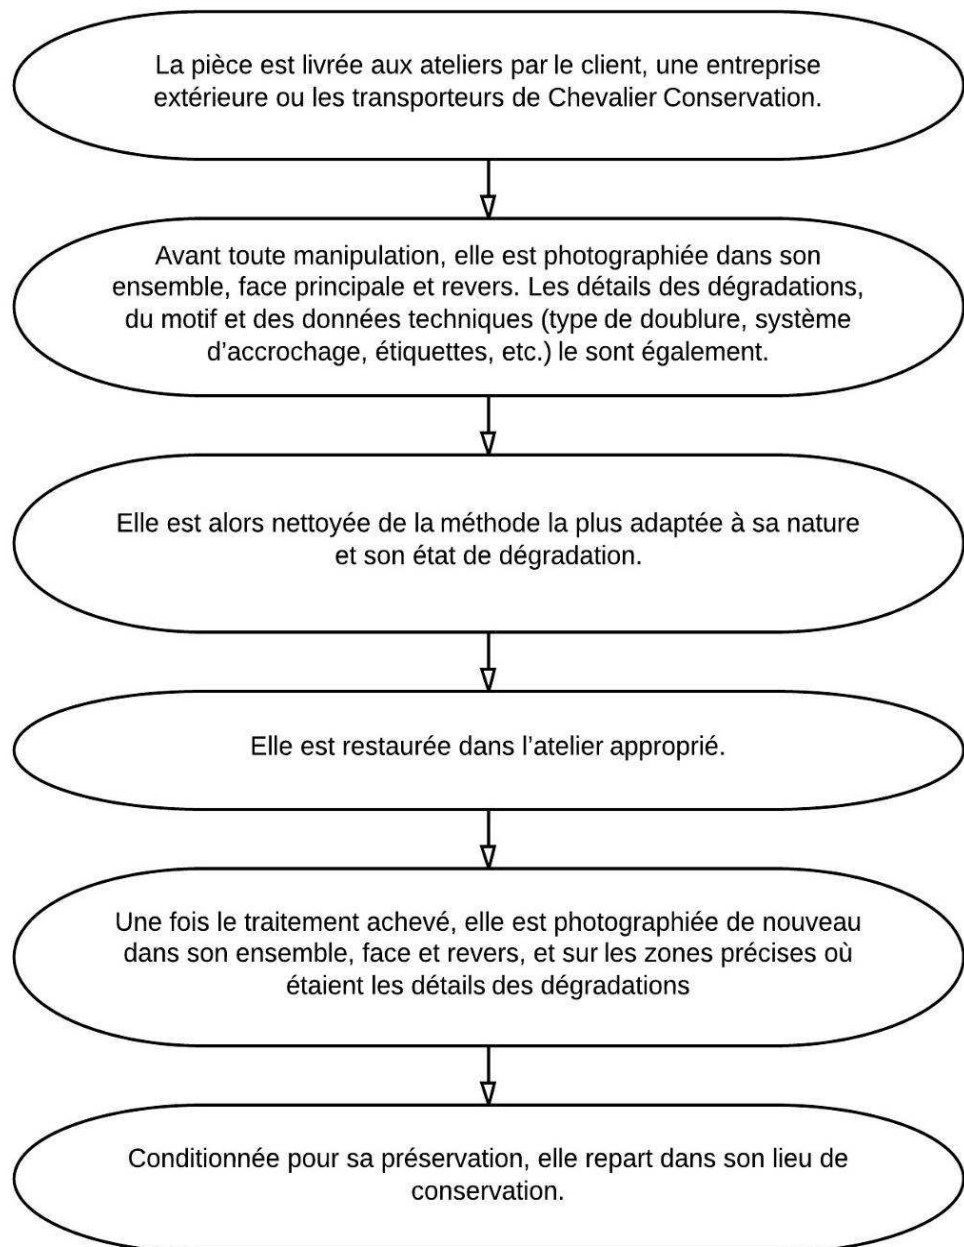 La pièce est livrée aux ateliers par le client, une entreprise
extérieure ou les transporteurs de Chevalier Conservation.
Avant toute manipulation, elle est photographiée dans son
ensemble, face principale et revers. Les détails des dégradations,
du motif et des données techniques (type de doublure, système
d’accrochage, étiquettes, etc.) le sont également.
Elle est alors nettoyée de la méthode la plus adaptée à sa nature
et son état de dégradation.
Elle est restaurée dans l’atelier approprié.
Une fois le traitement achevé, elle est photographiée de nouveau
dans son ensemble, face et revers, et sur les zones précises où
étaient les détails des dégradations
Conditionnée pour sa préservation, elle repart dans son lieu de
conservation.